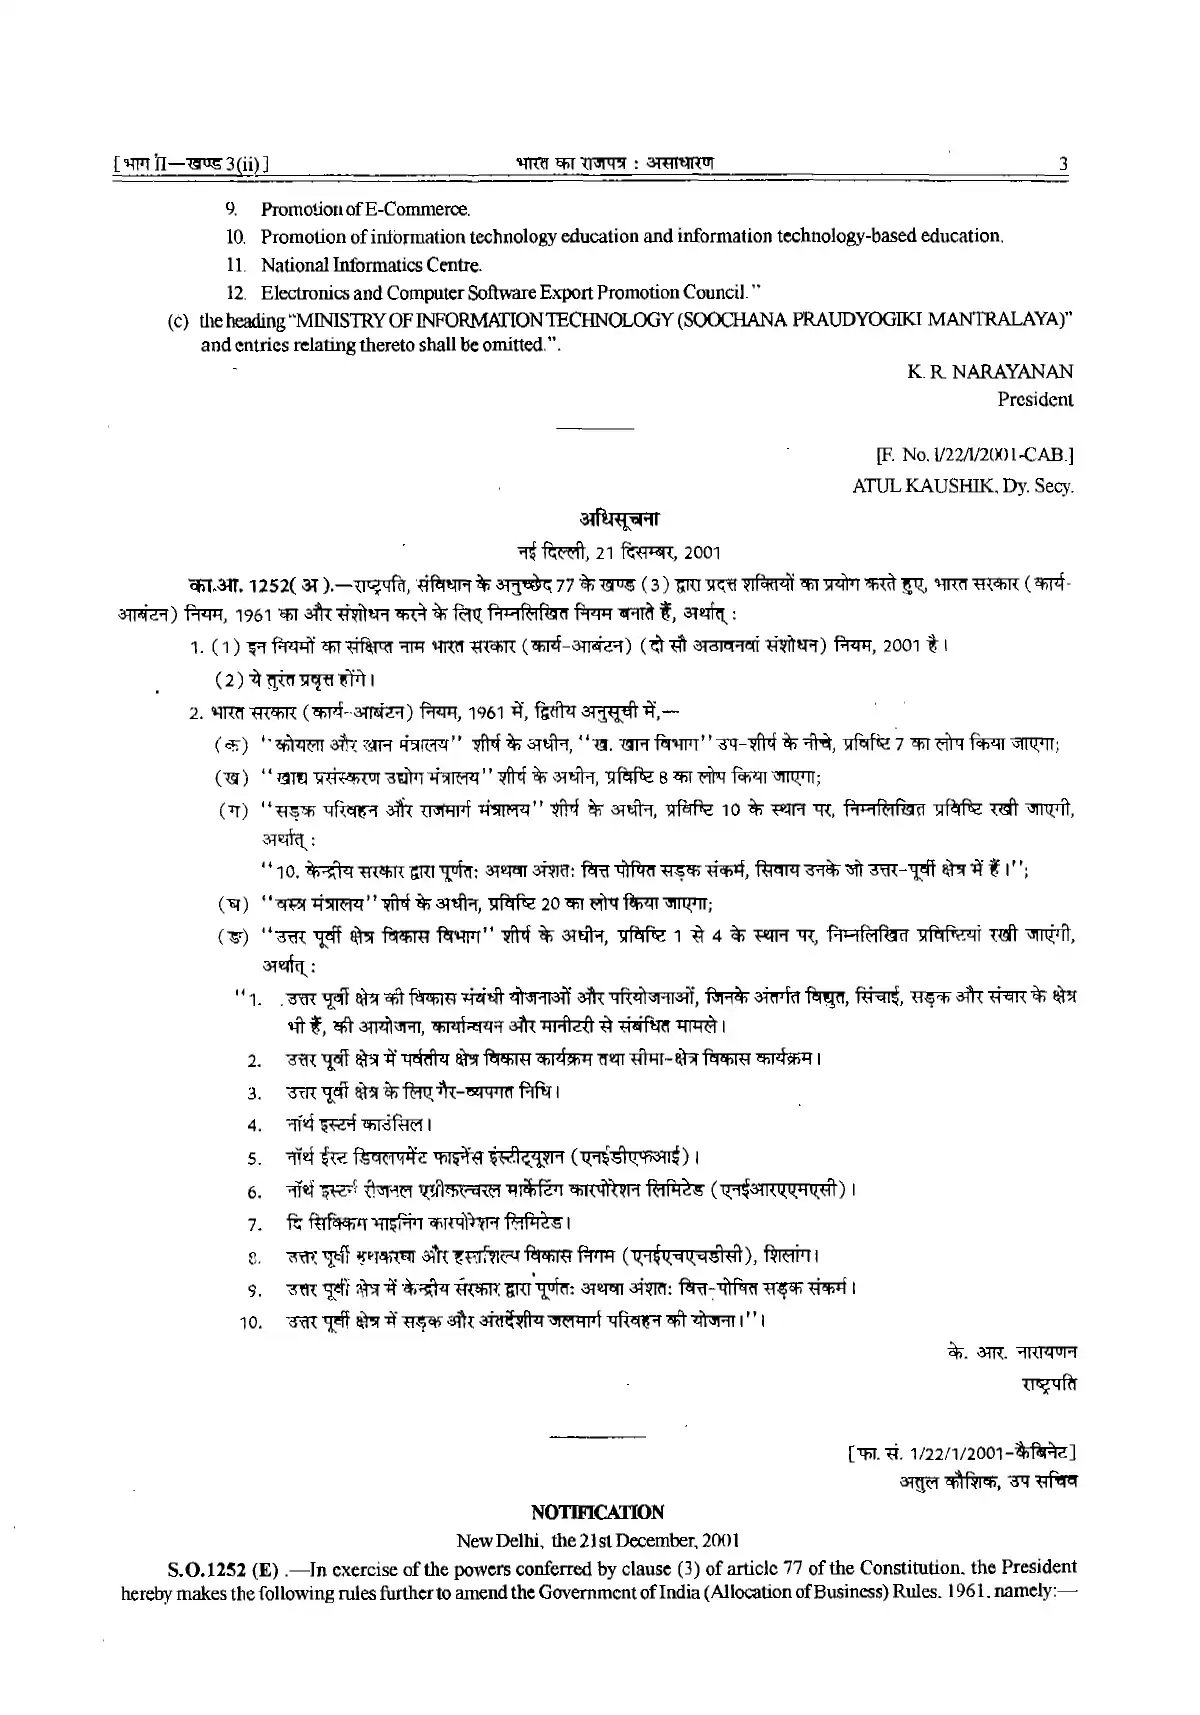 [ भाग II—खण्ड 3(ii) ] भारत का राजपत्र : असाधारण 3
9. Promotion of E-Commerce.
10. Promotion of information technology education and information technology-based education.
11. National Informatics Centre.
12. Electronics and Computer Software Export Promotion Council."
(c) the heading "MINISTRY OF INFORMATION TECHNOLOGY (SOOCHANA PRAUDYOGIKI MANTRALAYA)"
and entries relating thereto shall be omitted.".
K. R. NARAYANAN
President
[F. No. 1/22/1/2001-CAB.]
ATUL KAUSHIK, Dy. Secy.
अधिसूचना
नई दिल्ली, 21 दिसम्बर, 2001
का.आ. 1252( अ ).—राष्ट्रपति, संविधान के अनुच्छेद 77 के खण्ड (3) द्वारा प्रदत्त शक्तियों का प्रयोग करते हुए, भारत सरकार (कार्य-
आबंटन) नियम, 1961 का और संशोधन करने के लिए निम्नलिखित नियम बनाते हैं, अर्थात् :
1. (1) इन नियमों का संक्षिप्त नाम भारत सरकार (कार्य-आबंटन) (दो सौ अठावनवां संशोधन) नियम, 2001 है।
(2) ये तुरंत प्रवृत्त होंगे।
2. भारत सरकार (कार्य-आबंटन) नियम, 1961 में, द्वितीय अनुसूची में,—
(क) "कोयला और खान मंत्रालय" शीर्ष के अधीन, "ख. खान विभाग" उप-शीर्ष के नीचे, प्रविष्टि 7 का लोप किया जाएगा;
(ख) "खाद्य प्रसंस्करण उद्योग मंत्रालय" शीर्ष के अधीन, प्रविष्टि 8 का लोप किया जाएगा;
(ग) "सड़क परिवहन और राजमार्ग मंत्रालय" शीर्ष के अधीन, प्रविष्टि 10 के स्थान पर, निम्नलिखित प्रविष्टि रखी जाएगी,
अर्थात् :
"10. केन्द्रीय सरकार द्वारा पूर्णतः अथवा अंशतः वित्त पोषित सड़क संकर्म, सिवाय उनके जो उत्तर-पूर्वी क्षेत्र में हैं।";
(घ) "वस्त्र मंत्रालय" शीर्ष के अधीन, प्रविष्टि 20 का लोप किया जाएगा;
(ङ) "उत्तर पूर्वी क्षेत्र विकास विभाग" शीर्ष के अधीन, प्रविष्टि 1 से 4 के स्थान पर, निम्नलिखित प्रविष्टियां रखी जाएंगी,
अर्थात् :
"1. उत्तर पूर्वी क्षेत्र की विकास संबंधी योजनाओं और परियोजनाओं, जिनके अंतर्गत विद्युत, सिंचाई, सड़क और संचार के क्षेत्र
भी हैं, की आयोजना, कार्यान्वयन और मानीटरी से संबंधित मामले।
2. उत्तर पूर्वी क्षेत्र में पर्वतीय क्षेत्र विकास कार्यक्रम तथा सीमा-क्षेत्र विकास कार्यक्रम।
3. उत्तर पूर्वी क्षेत्र के लिए गैर-व्यपगत निधि।
4. नॉर्थ इस्टर्न काउंसिल।
5. नॉर्थ ईस्ट डिवलपमेंट फाइनेंस इंस्टीट्यूशन (एनईडीएफआई)।
6. नॉर्थ इस्टर्न रीजनल एग्रीकल्चरल मार्केटिंग कारपोरेशन लिमिटेड (एनईआरएएमएसी)।
7. दि सिक्किम माइनिंग कारपोरेशन लिमिटेड।
8. उत्तर पूर्वी हथकरघा और हस्तशिल्प विकास निगम (एनईएचएचडीसी), शिलांग।
9. उत्तर पूर्वी क्षेत्र में केन्द्रीय सरकार द्वारा पूर्णतः अथवा अंशतः वित्त-पोषित सड़क संकर्म।
10. उत्तर पूर्वी क्षेत्र में सड़क और अंतर्देशीय जलमार्ग परिवहन की योजना।"।
के. आर. नारायणन
राष्ट्रपति
[फा. सं. 1/22/1/2001-कैबिनेट]
अतुल कौशिक, उप सचिव
NOTIFICATION
New Delhi, the 21st December, 2001
S.O.1252 (E) .—In exercise of the powers conferred by clause (3) of article 77 of the Constitution, the President
hereby makes the following rules further to amend the Government of India (Allocation of Business) Rules, 1961, namely:—